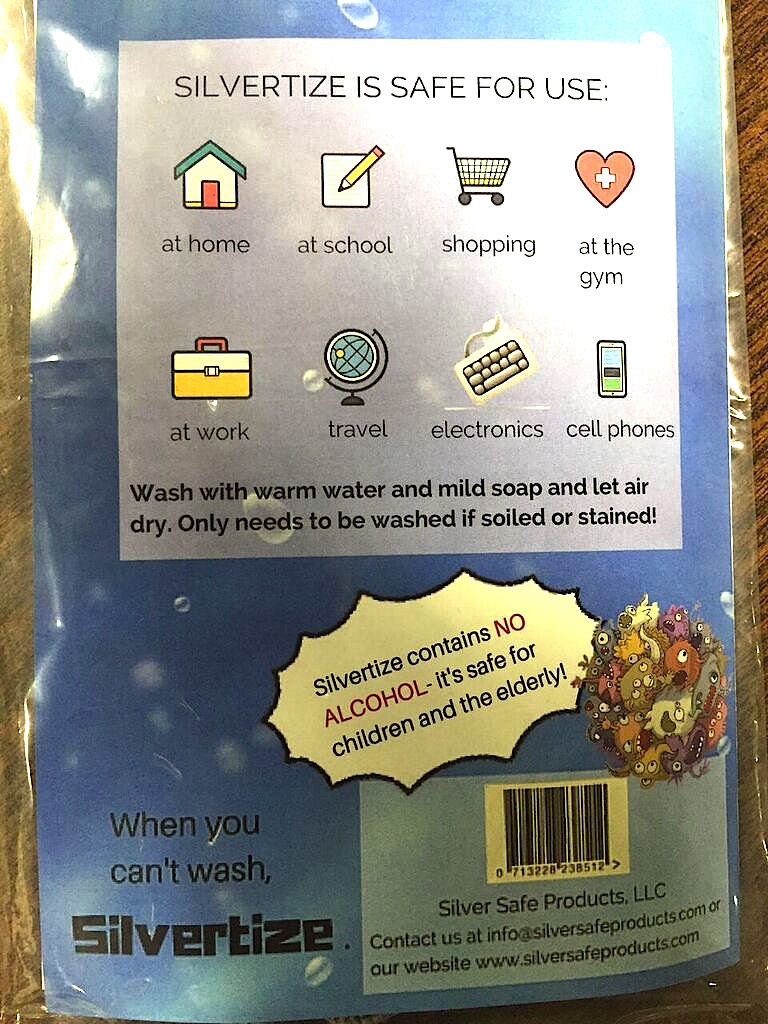 SILVERTIZE IS SAFE FOR USE:
at home
at school
shopping
at the
gym
at work
travel
electronics
cell phones
Wash with warm water and mild soap and let air
dry. Only needs to be washed if soiled or stained!
Silvertize contains NO
ALCOHOL- it's safe for
children and the elderly!
When you
can't wash,
Silvertize.
0 713228 238512 >
Silver Safe Products, LLC
Contact us at info@silversafeproducts.com or
our website www.silversafeproducts.com